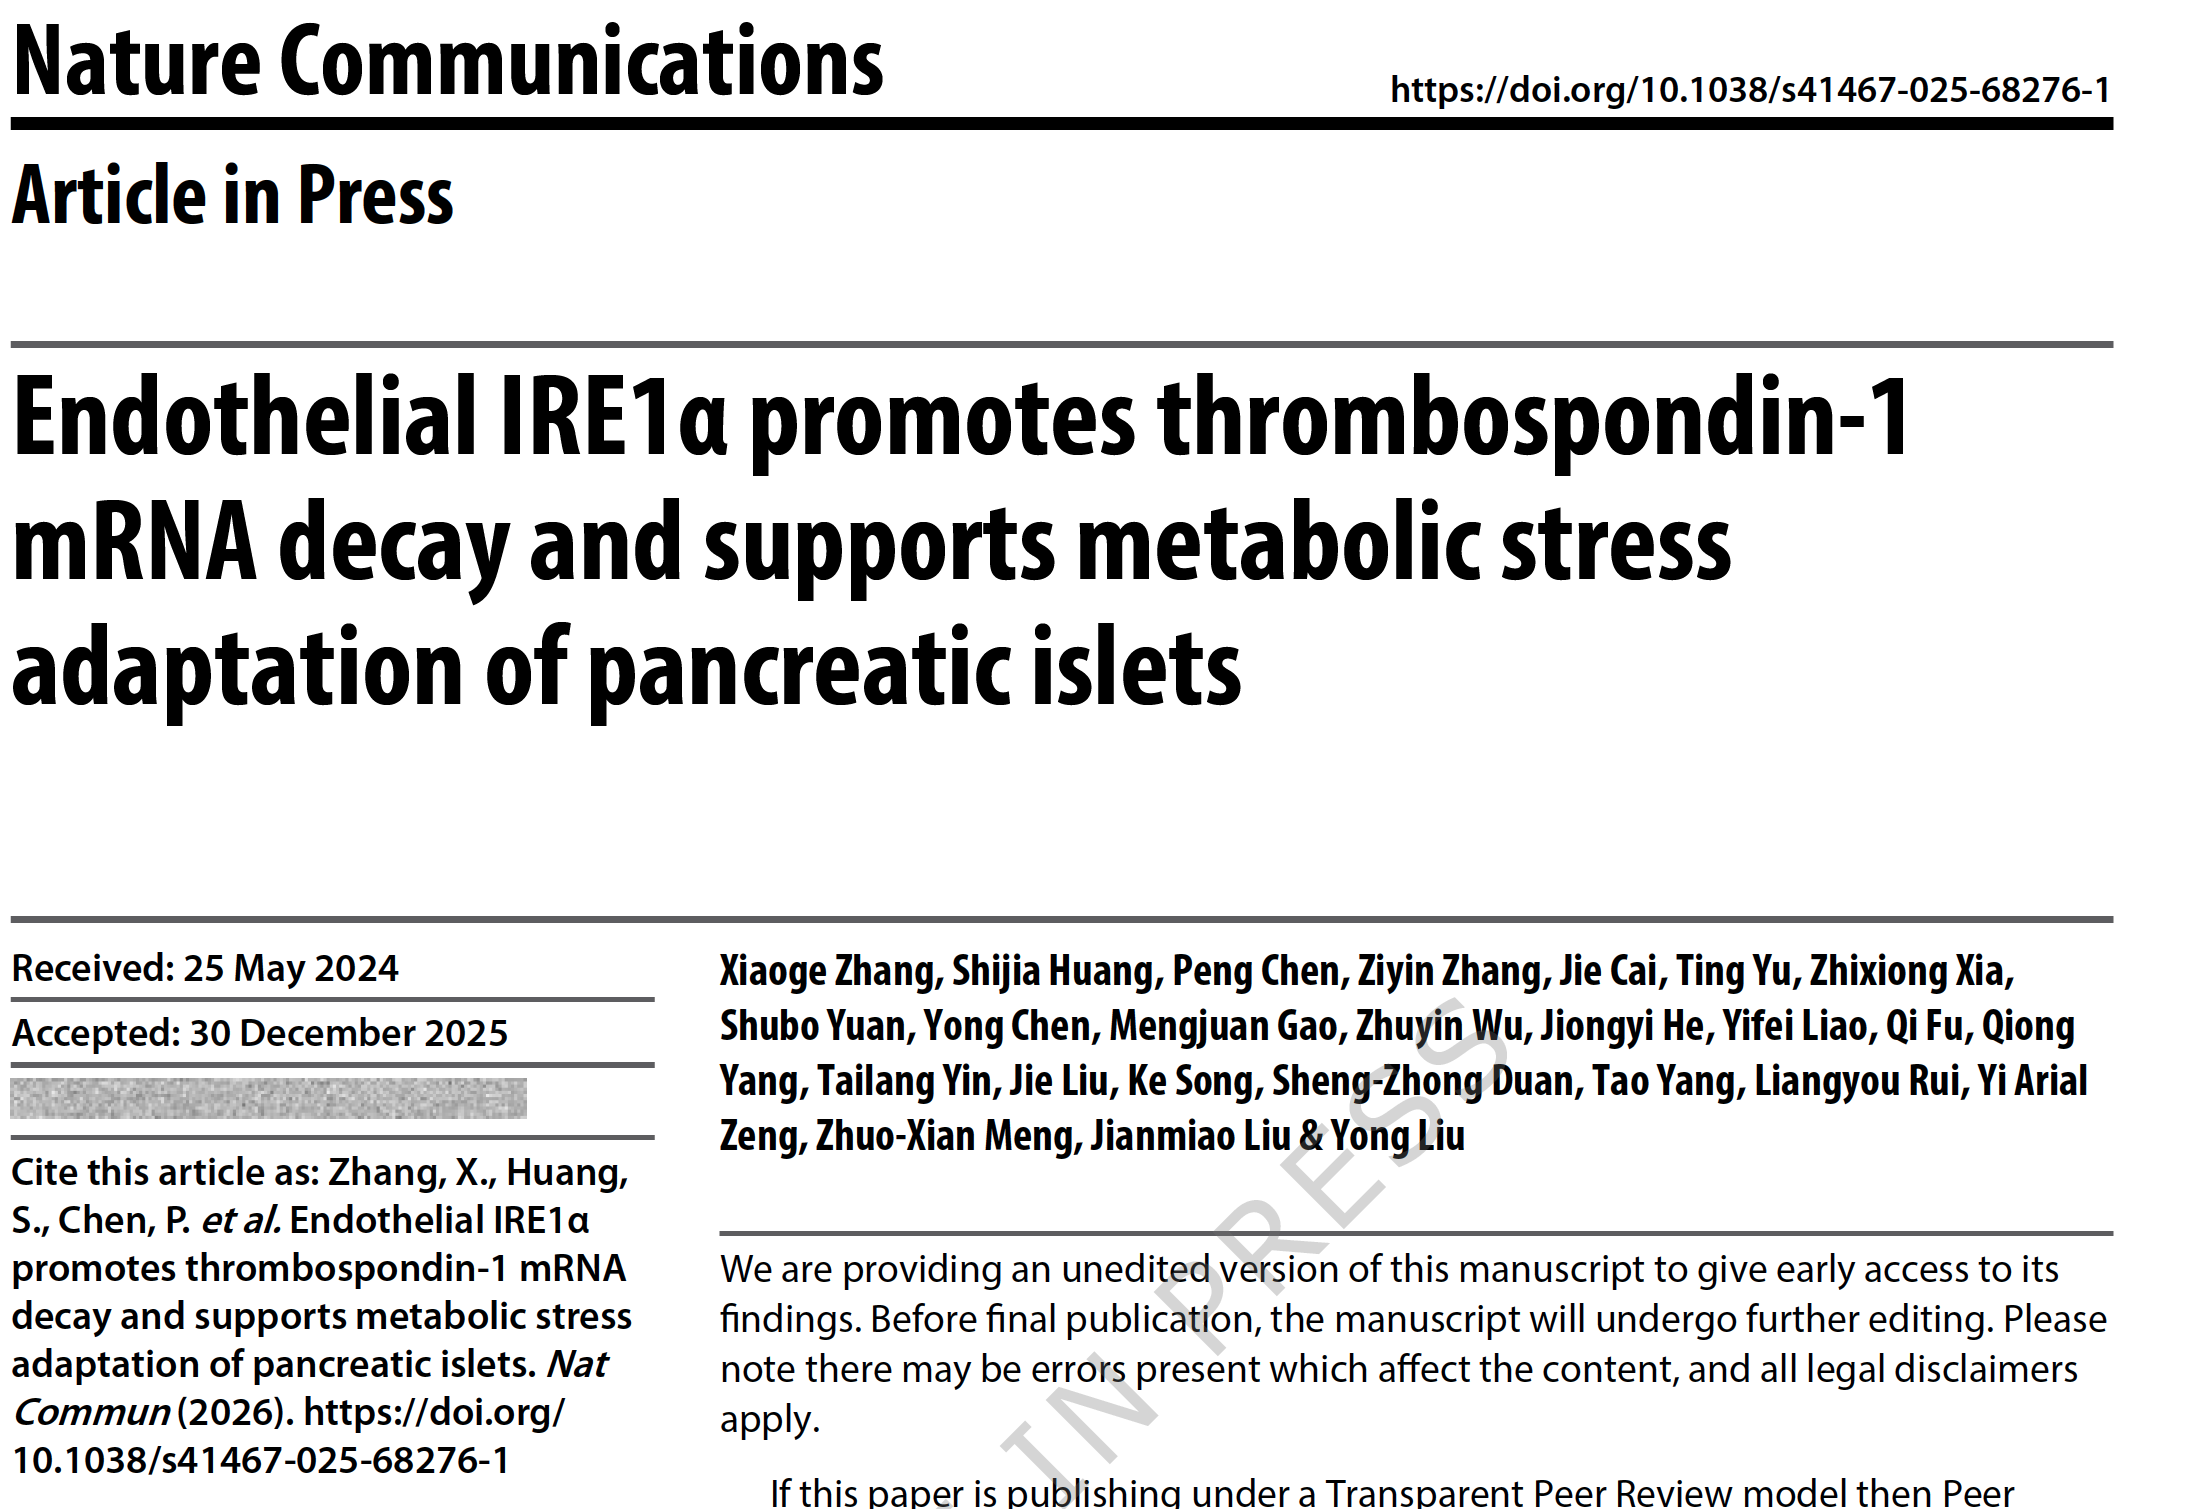 Nature Communications
https://doi.org/10.1038/s41467-025-68276-1
Article in Press
Endothelial IRE1α promotes thrombospondin-1
mRNA decay and supports metabolic stress
adaptation of pancreatic islets
Received: 25 May 2024
Accepted: 30 December 2025
Cite this article as: Zhang, X., Huang,
S., Chen, P. et al. Endothelial IRE1α
promotes thrombospondin-1 mRNA
decay and supports metabolic stress
adaptation of pancreatic islets. Nat
Commun (2026). https://doi.org/
10.1038/s41467-025-68276-1
Xiaoge Zhang, Shijia Huang, Peng Chen, Ziyin Zhang, Jie Cai, Ting Yu, Zhixiong Xia,
Shubo Yuan, Yong Chen, Mengjuan Gao, Zhuyin Wu, Jiongyi He, Yifei Liao, Qi Fu, Qiong
Yang, Tailang Yin, Jie Liu, Ke Song, Sheng-Zhong Duan, Tao Yang, Liangyou Rui, Yi Arial
Zeng, Zhuo-Xian Meng, Jianmiao Liu & Yong Liu
We are providing an unedited version of this manuscript to give early access to its
findings. Before final publication, the manuscript will undergo further editing. Please
note there may be errors present which affect the content, and all legal disclaimers
apply.
If this paper is publishing under a Transparent Peer Review model then Peer
IN PRESS